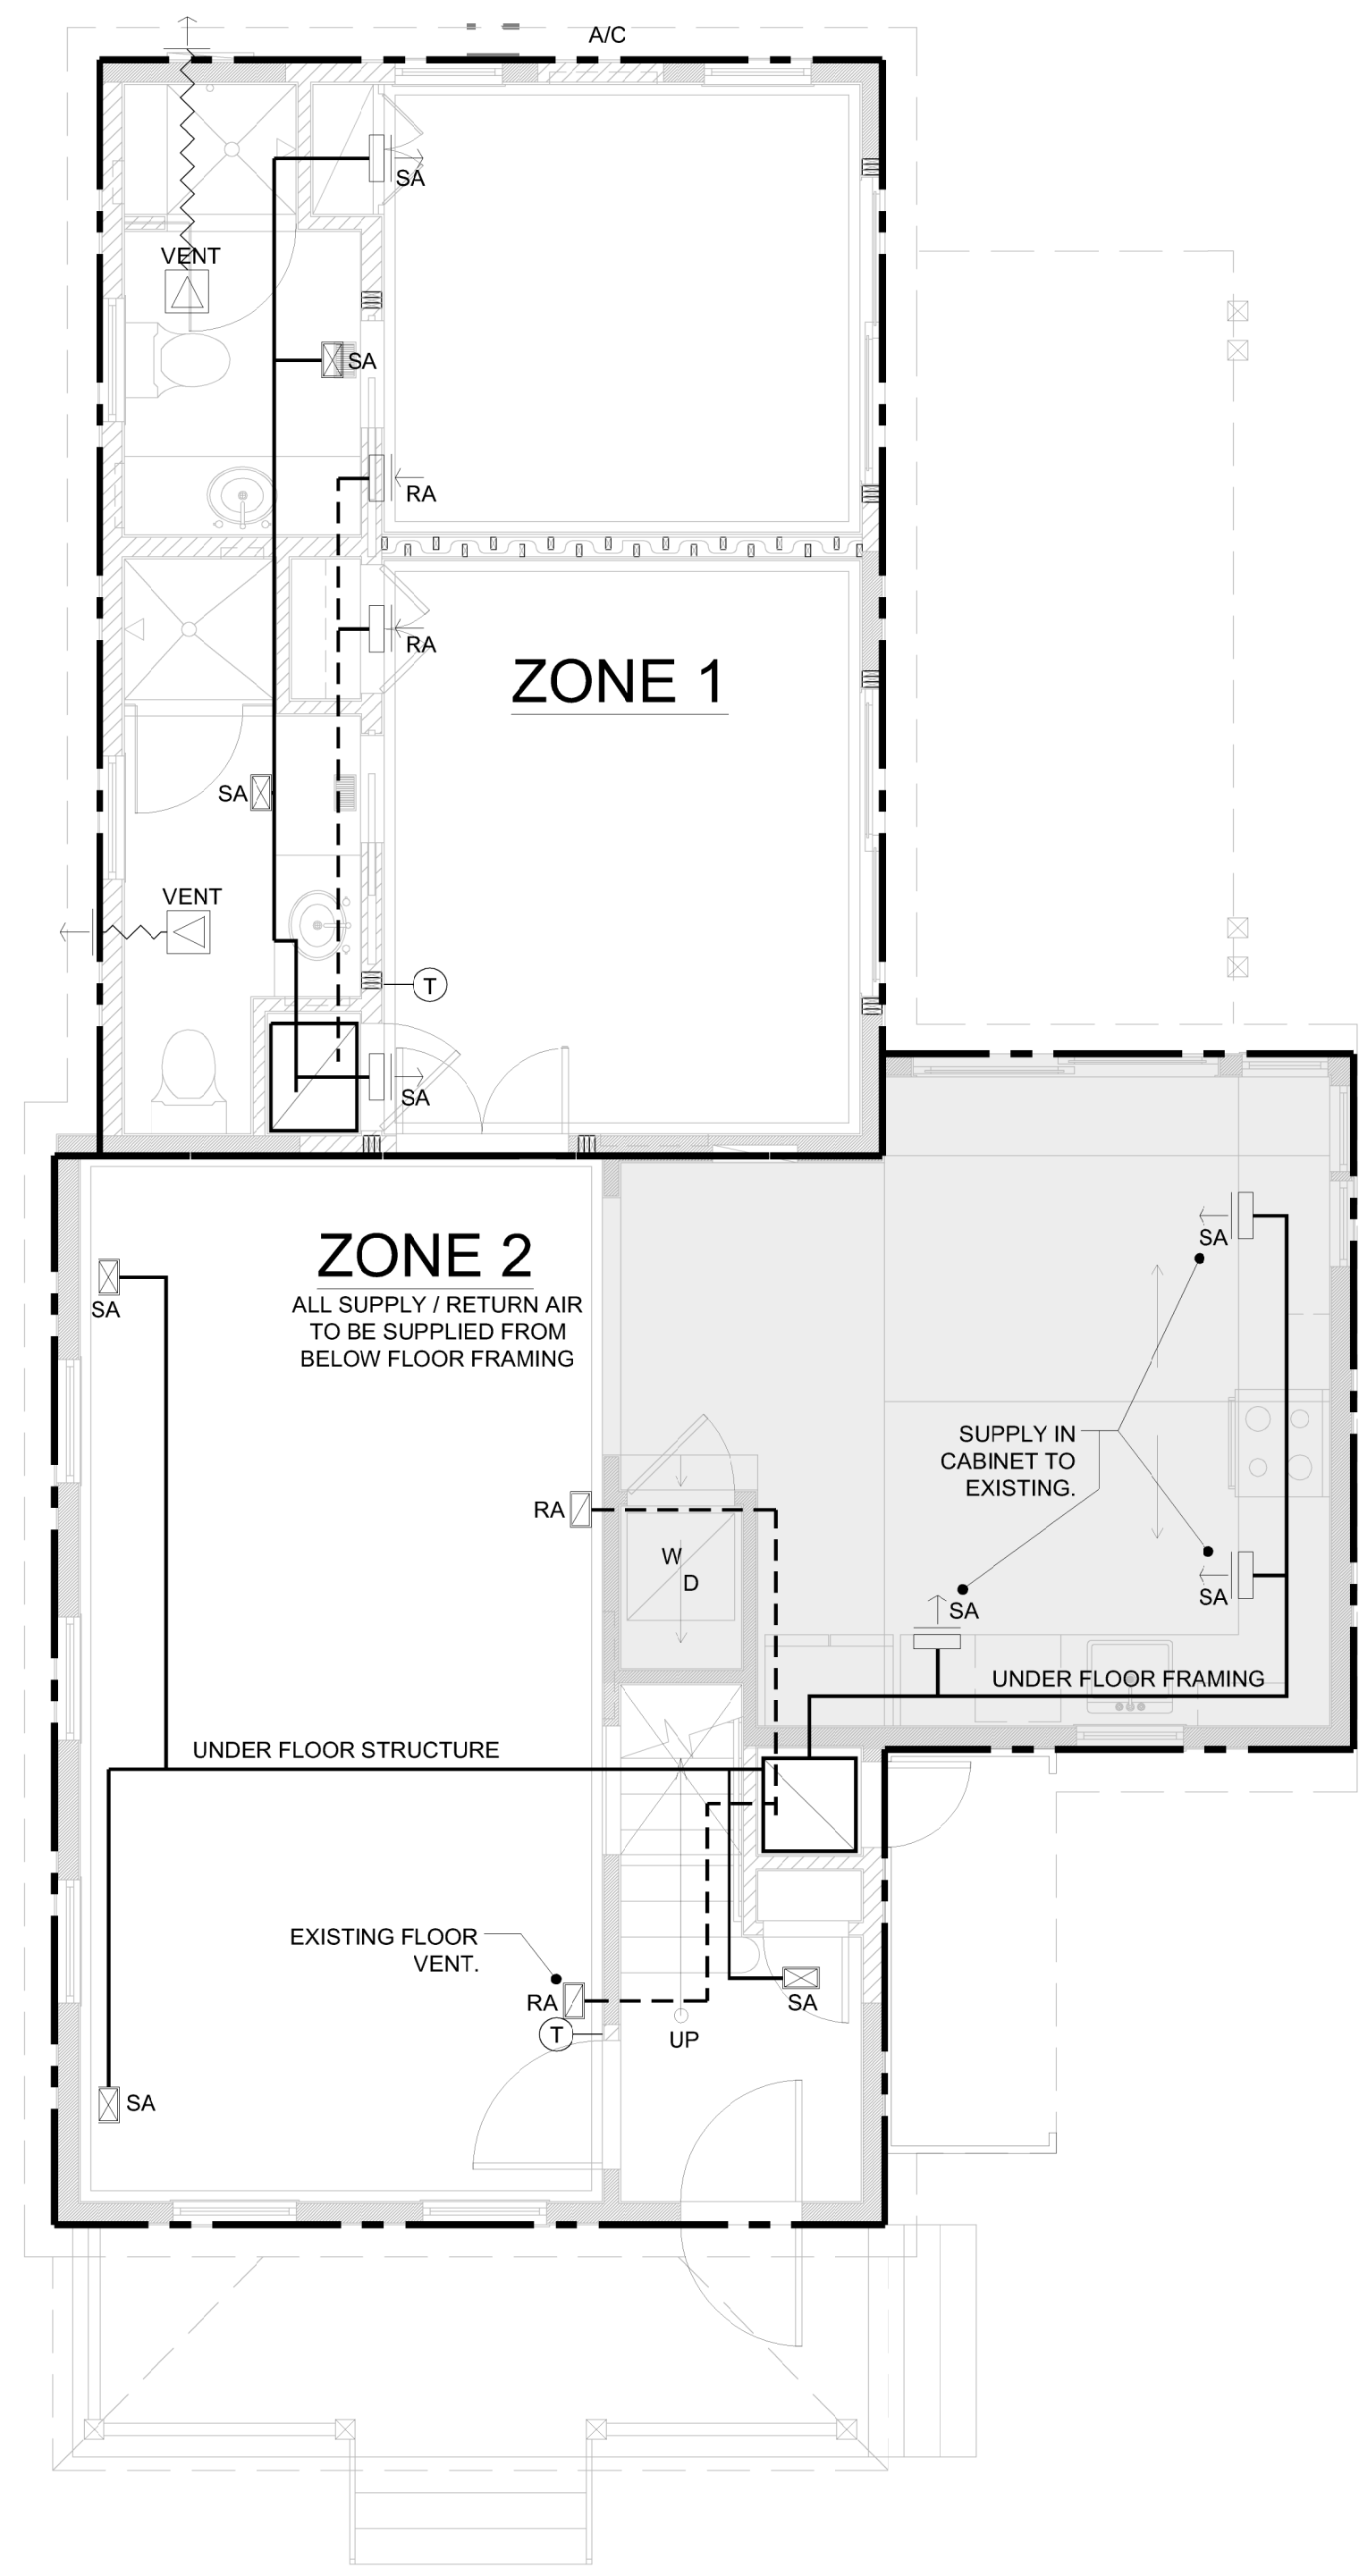 A/C
SA
VENT
SA
RA
RA
ZONE 1
SA
VENT
T
SA
SA
ZONE 2
ALL SUPPLY / RETURN AIR
TO BE SUPPLIED FROM
BELOW FLOOR FRAMING
SA
SUPPLY IN
CABINET TO
EXISTING.
RA
W
D
SA
SA
UNDER FLOOR FRAMING
UNDER FLOOR STRUCTURE
EXISTING FLOOR
VENT.
RA
SA
T
UP
SA